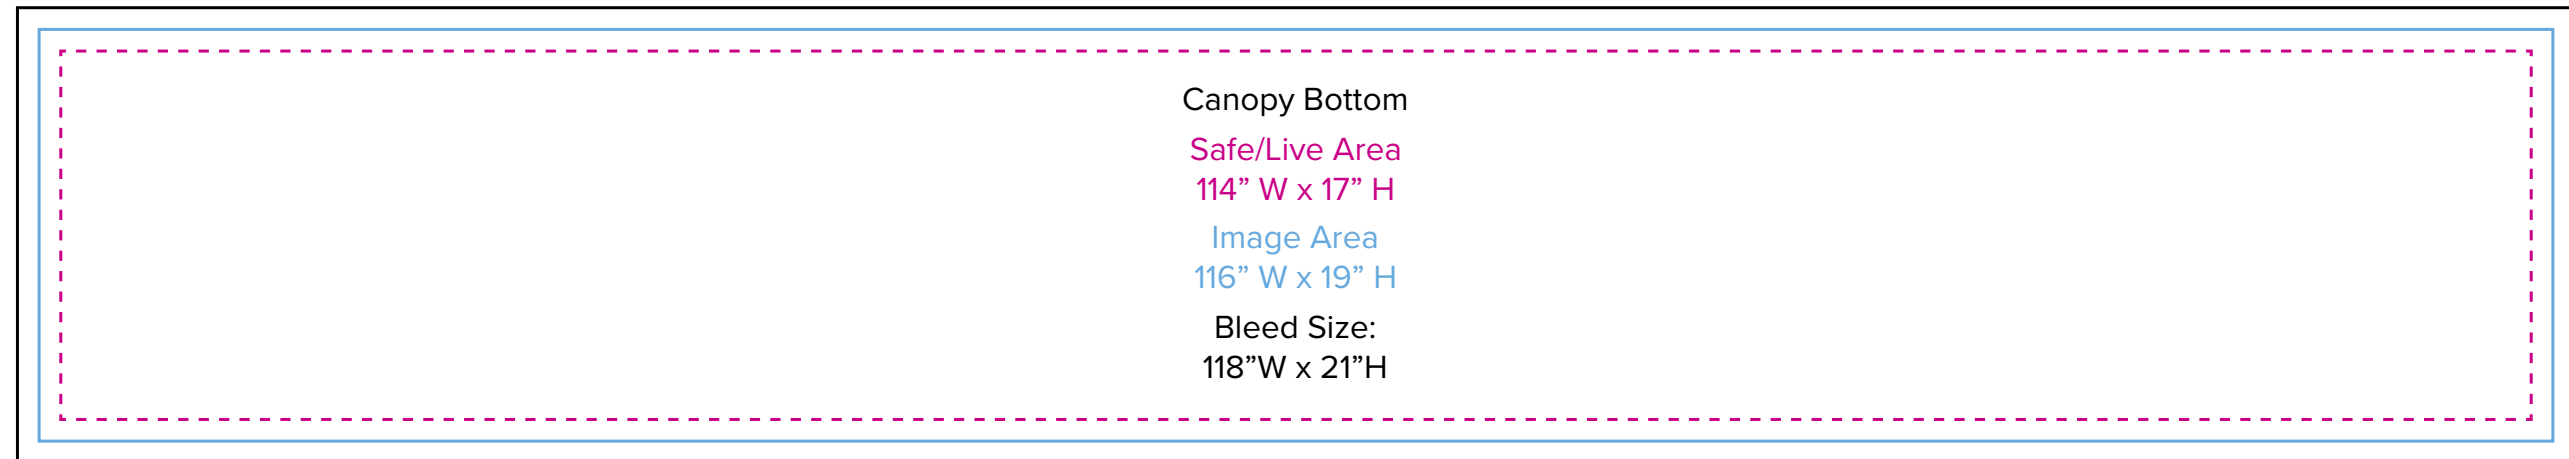 Canopy Bottom
Safe/Live Area
114” W x 17” H
Image Area
116” W x 19” H
Bleed Size:
118”W x 21”H